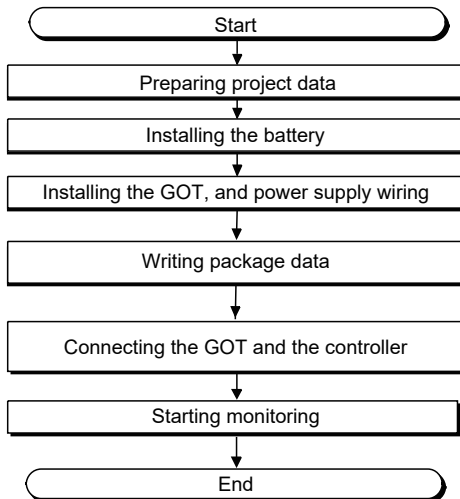 Start
Preparing project data
Installing the battery
Installing the GOT, and power supply wiring
Writing package data
Connecting the GOT and the controller
Starting monitoring
End